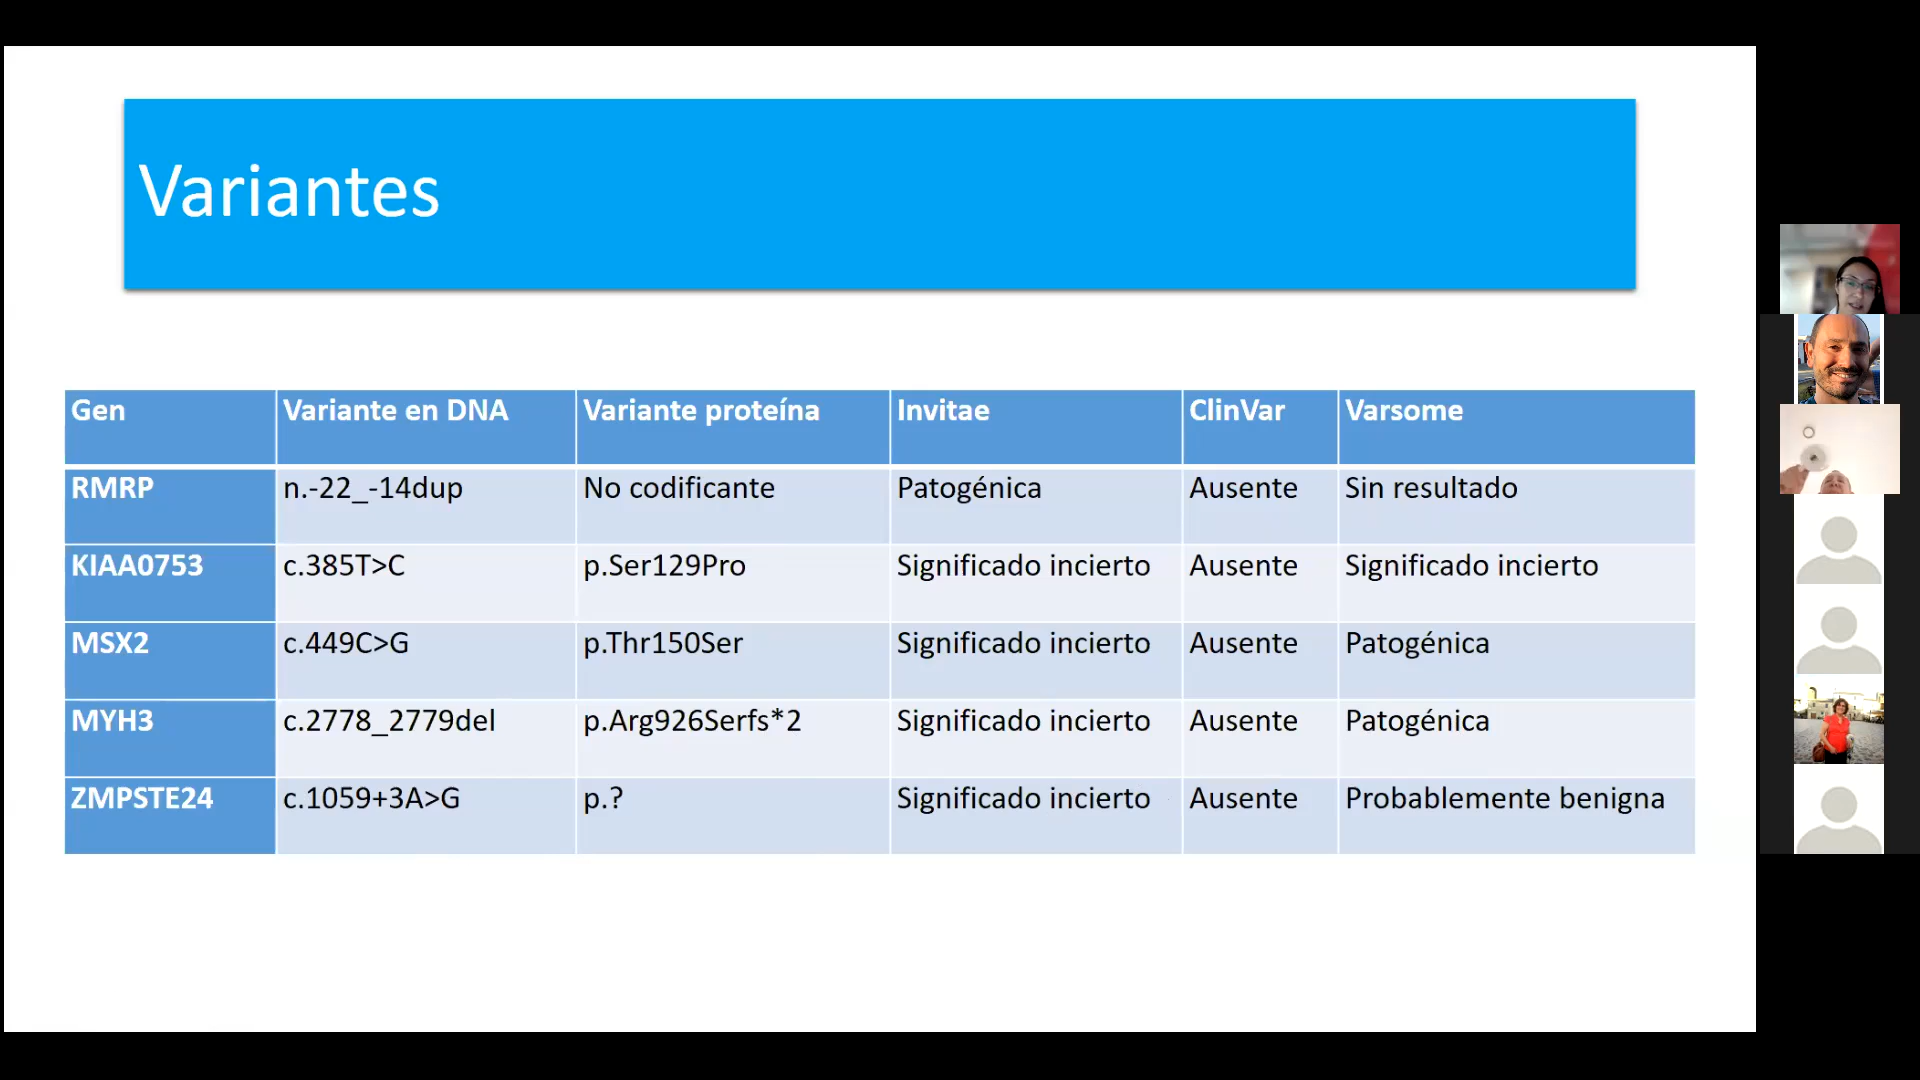 Variantes
Gen Variante en DNA Variante proteína Invitae ClinVar Varsome
RMRP n.-22_-14dup No codificante Patogénica Ausente Sin resultado
KIAA0753 c.385T>C p.Ser129Pro Significado incierto Ausente Significado incierto
MSX2 c.449C>G p.Thr150Ser Significado incierto Ausente Patogénica
MYH3 c.2778_2779del p.Arg926Serfs*2 Significado incierto Ausente Patogénica
ZMPSTE24 c.1059+3A>G p.? Significado incierto Ausente Probablemente benigna